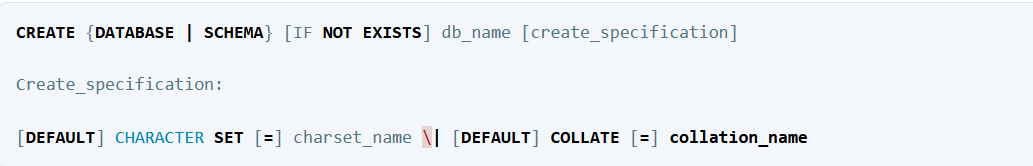 CREATE {DATABASE | SCHEMA} [IF NOT EXISTS] db_name [create_specification]
Create_specification:
[DEFAULT] CHARACTER SET [=] charset_name \| [DEFAULT] COLLATE [=] collation_name